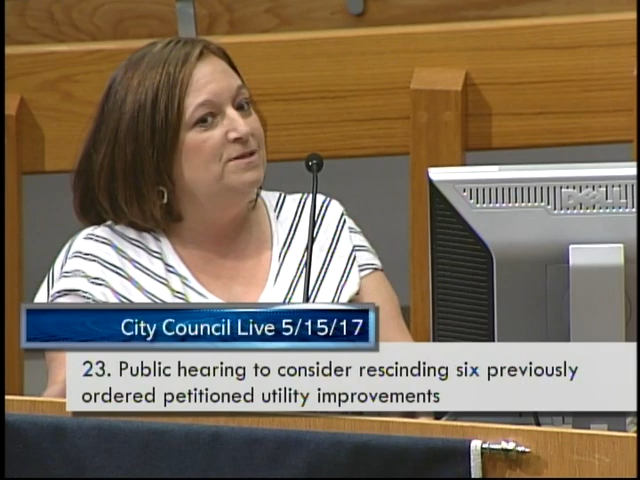 DELL
City Council Live 5/15/17
23. Public hearing to consider rescinding six previously
ordered petitioned utility improvements